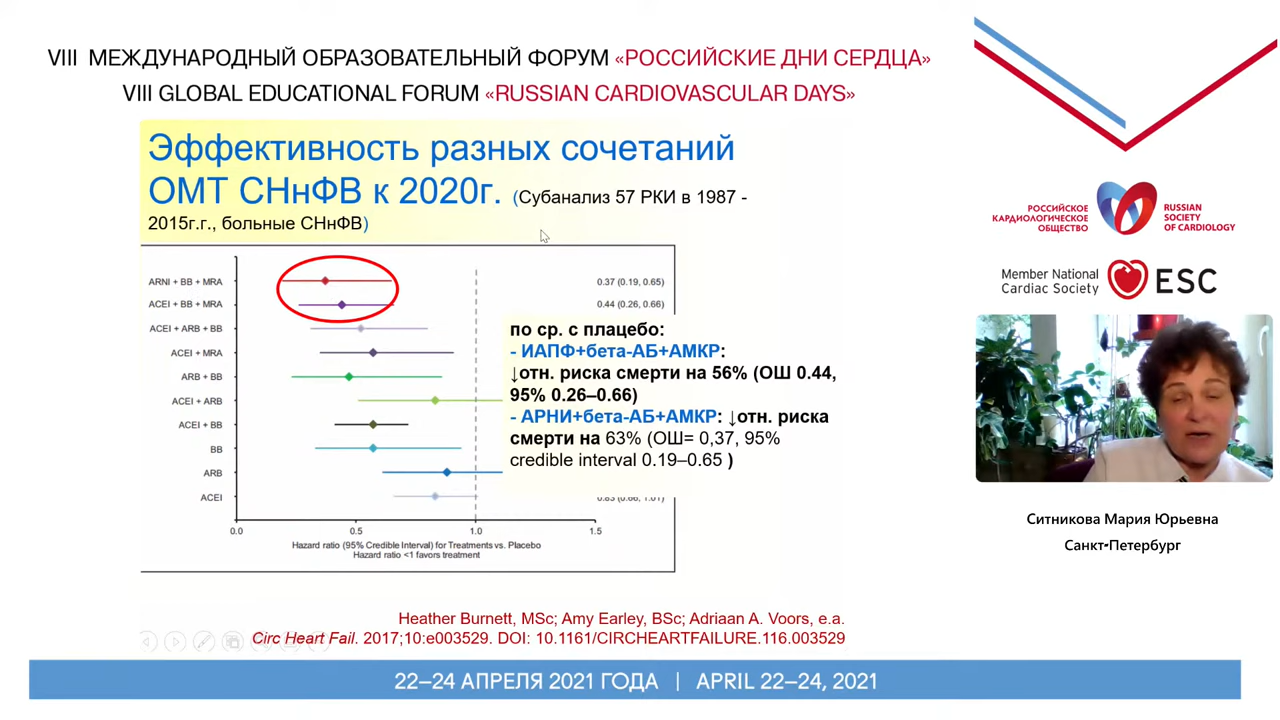 VIII МЕЖДУНАРОДНЫЙ ОБРАЗОВАТЕЛЬНЫЙ ФОРУМ «РОССИЙСКИЕ ДНИ СЕРДЦА»
VIII GLOBAL EDUCATIONAL FORUM «RUSSIAN CARDIOVASCULAR DAYS»
Эффективность разных сочетаний
ОМТ СНнФВ к 2020г. (Субанализ 57 РКИ в 1987 -
2015г.г., больные СНнФВ)
ARNI + BB + MRA 0.37 (0.19, 0.65)
ACEI + BB + MRA 0.44 (0.26, 0.66)
ACEI + ARB + BB
ACEI + MRA
ARB + BB
ACEI + ARB
ACEI + BB
BB
ARB
ACEI 0.83 (0.66, 1.01)
0.0 0.5 1.0 1.5
Hazard ratio (95% Credible Interval) for Treatments vs. Placebo
Hazard ratio <1 favors treatment
по ср. с плацебо:
- ИАПФ+бета-АБ+АМКР:
↓отн. риска смерти на 56% (ОШ 0.44,
95% 0.26–0.66)
- АРНИ+бета-АБ+АМКР: ↓отн. риска
смерти на 63% (ОШ= 0,37, 95%
credible interval 0.19–0.65 )
Heather Burnett, MSc; Amy Earley, BSc; Adriaan A. Voors, e.a.
Circ Heart Fail. 2017;10:e003529. DOI: 10.1161/CIRCHEARTFAILURE.116.003529
РОССИЙСКОЕ
КАРДИОЛОГИЧЕСКОЕ
ОБЩЕСТВО
RUSSIAN
SOCIETY
OF CARDIOLOGY
Member National
Cardiac Society
ESC
Ситникова Мария Юрьевна
Санкт-Петербург
22–24 АПРЕЛЯ 2021 ГОДА | APRIL 22–24, 2021